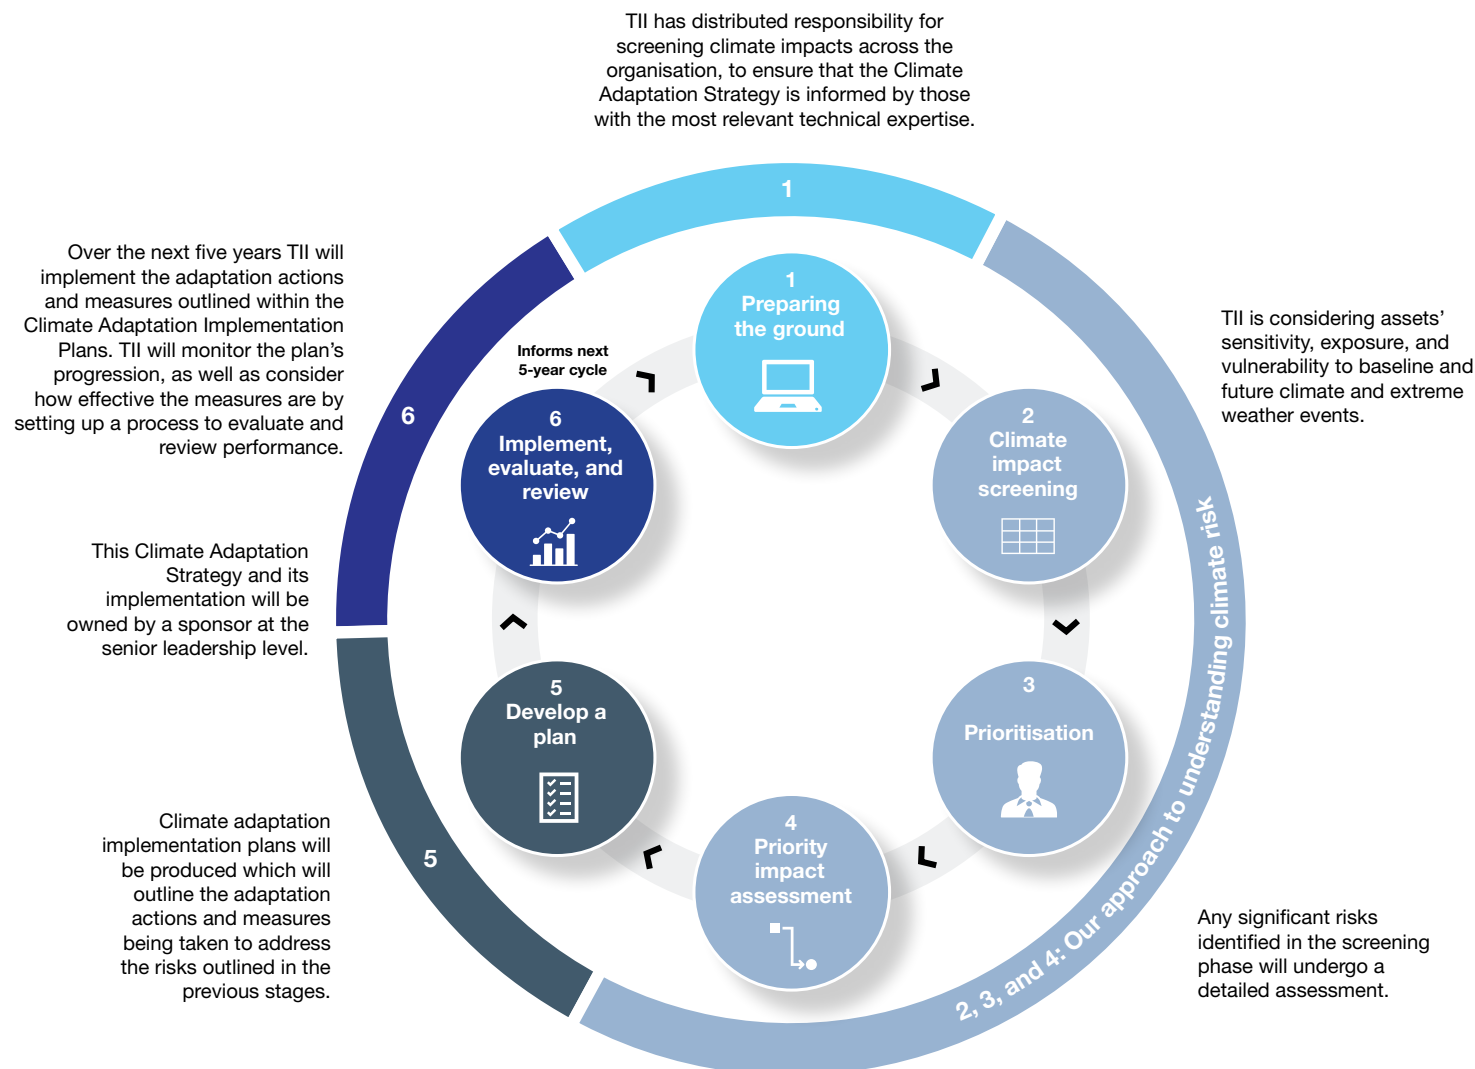 TII has distributed responsibility for
screening climate impacts across the
organisation, to ensure that the Climate
Adaptation Strategy is informed by those
with the most relevant technical expertise.
1
1
Preparing
the ground
TII is considering assets’
sensitivity, exposure, and
vulnerability to baseline and
future climate and extreme
weather events.
2
Climate
impact
screening
2, 3, and 4: Our approach to understanding climate risk
3
Prioritisation
Any significant risks
identified in the screening
phase will undergo a
detailed assessment.
4
Priority
impact
assessment
5
Develop a
plan
5
Climate adaptation
implementation plans will
be produced which will
outline the adaptation
actions and measures
being taken to address
the risks outlined in the
previous stages.
This Climate Adaptation
Strategy and its
implementation will be
owned by a sponsor at the
senior leadership level.
6
Implement,
evaluate, and
review
6
Over the next five years TII will
implement the adaptation actions
and measures outlined within the
Climate Adaptation Implementation
Plans. TII will monitor the plan’s
progression, as well as consider
how effective the measures are by
setting up a process to evaluate and
review performance.
Informs next
5-year cycle